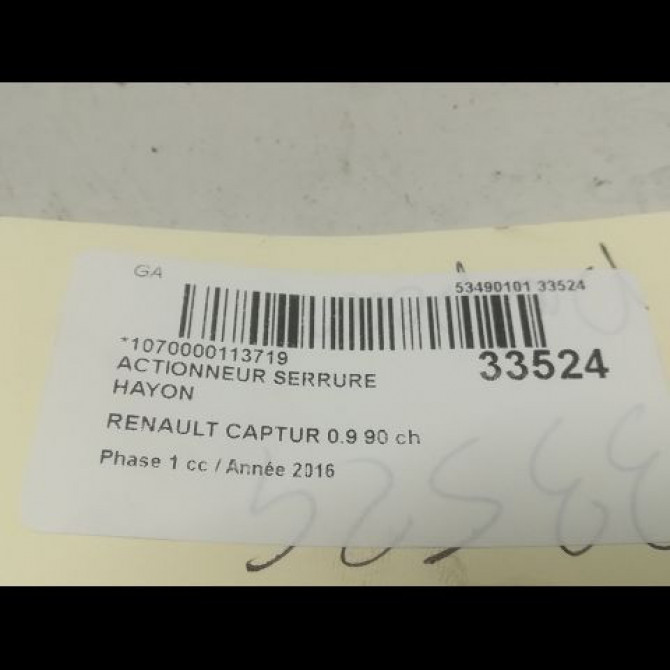 GA
53490101 33524
*1070000113719
33524
ACTIONNEUR SERRURE
HAYON
RENAULT CAPTUR 0.9 90 ch
Phase 1 cc / Année 2016
33524